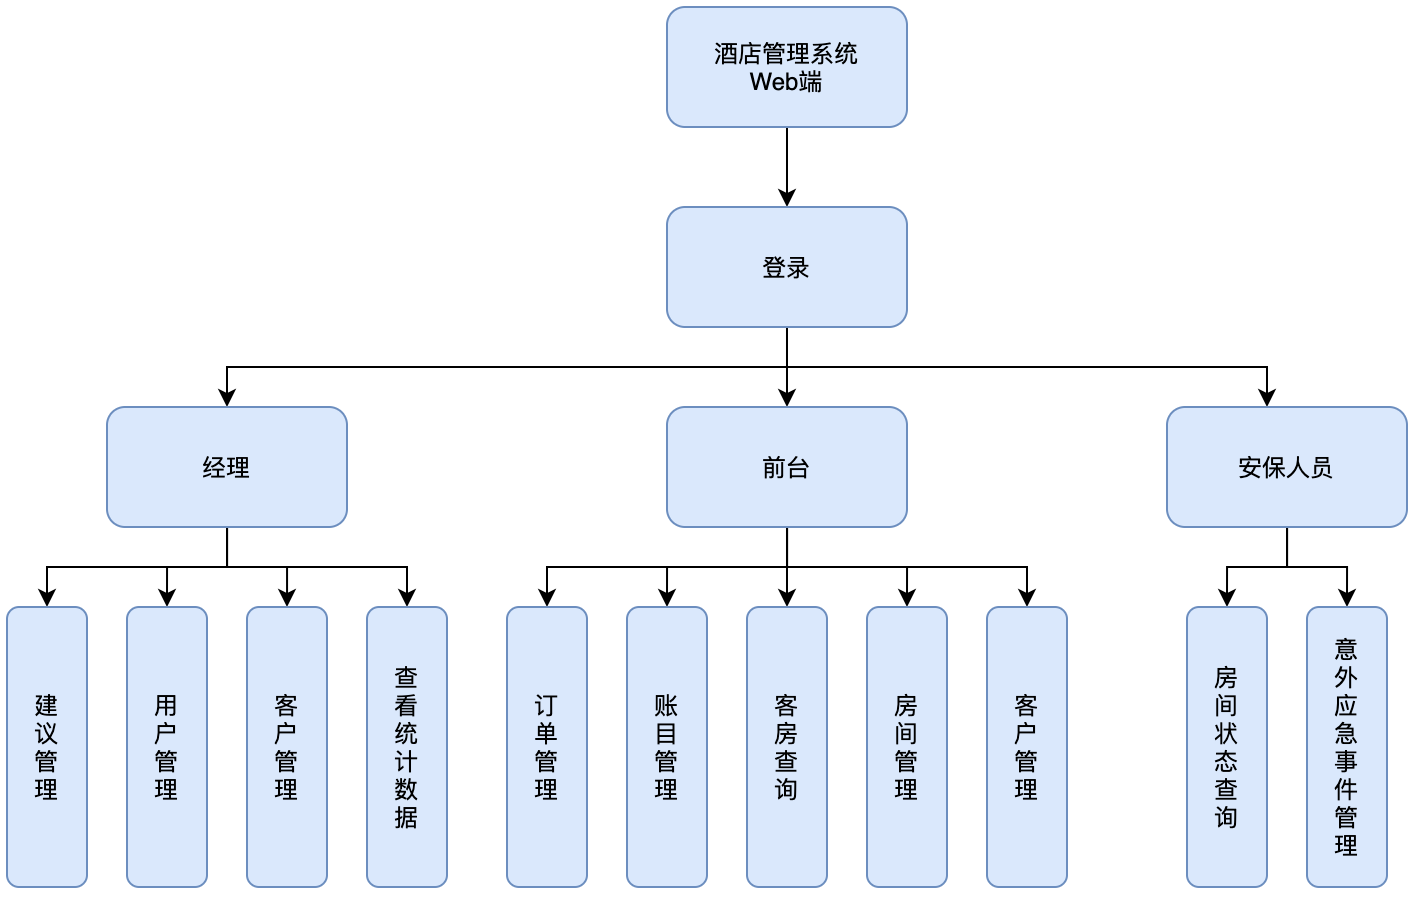 酒店管理系统
Web端
登录
经理
前台
安保人员
建议管理
用户管理
客户管理
查看统计数据
订单管理
账目管理
客房查询
房间管理
客户管理
房间状态查询
意外应急事件管理